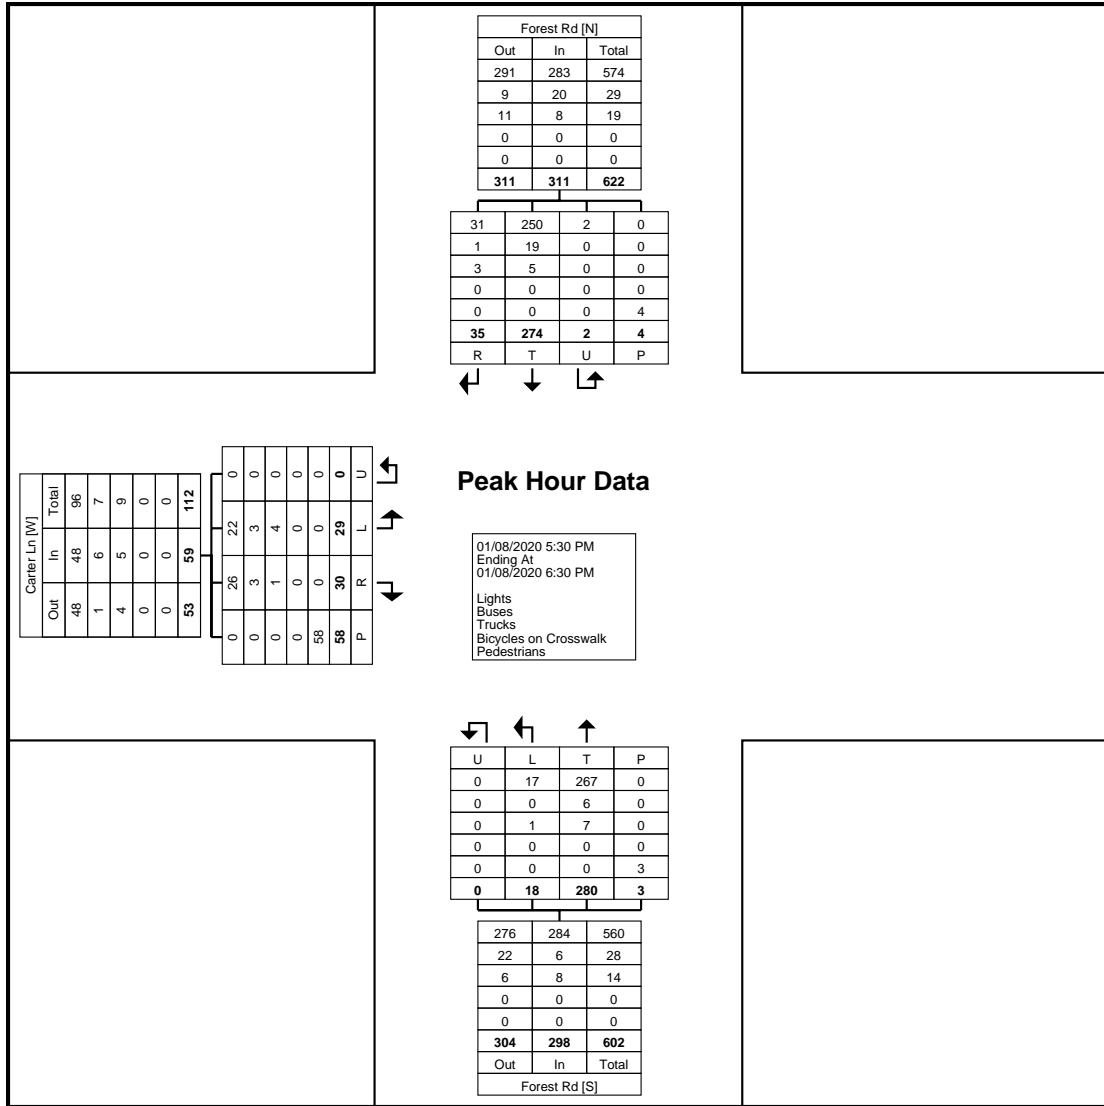 Forest Rd [N]
Out In Total
291 283 574
9 20 29
11 8 19
0 0 0
0 0 0
311 311 622
31 250 2 0
1 19 0 0
3 5 0 0
0 0 0 0
0 0 0 4
35 274 2 4
R T U P
Carter Ln [W]
Out In Total
48 48 96
1 6 7
4 5 9
0 0 0
0 0 0
53 59 112
0 26 22 0
0 3 3 0
0 1 4 0
0 0 0 0
58 0 0 0
58 30 29 0
P R L U
Peak Hour Data
01/08/2020 5:30 PM
Ending At
01/08/2020 6:30 PM
Lights
Buses
Trucks
Bicycles on Crosswalk
Pedestrians
U L T P
0 17 267 0
0 0 6 0
0 1 7 0
0 0 0 0
0 0 0 3
0 18 280 3
276 284 560
22 6 28
6 8 14
0 0 0
0 0 0
304 298 602
Out In Total
Forest Rd [S]